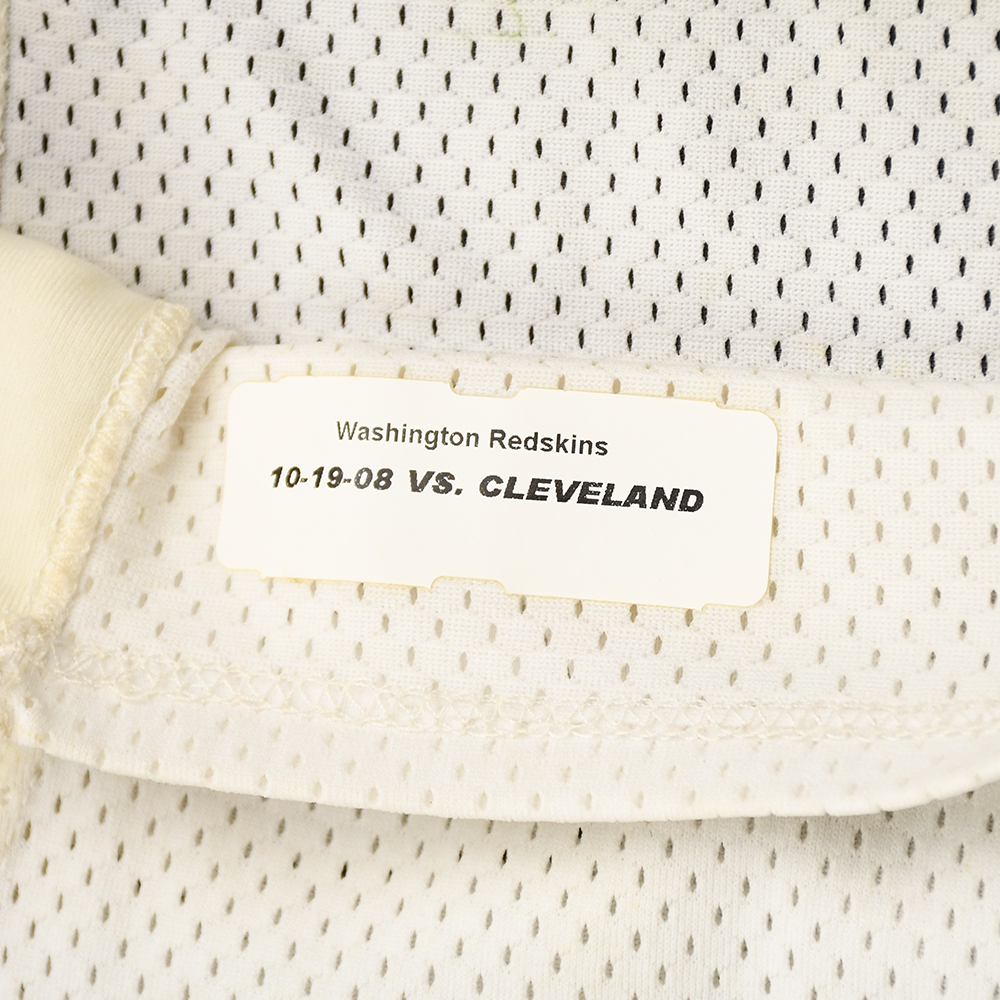 Washington Redskins
10-19-08 VS. CLEVELAND